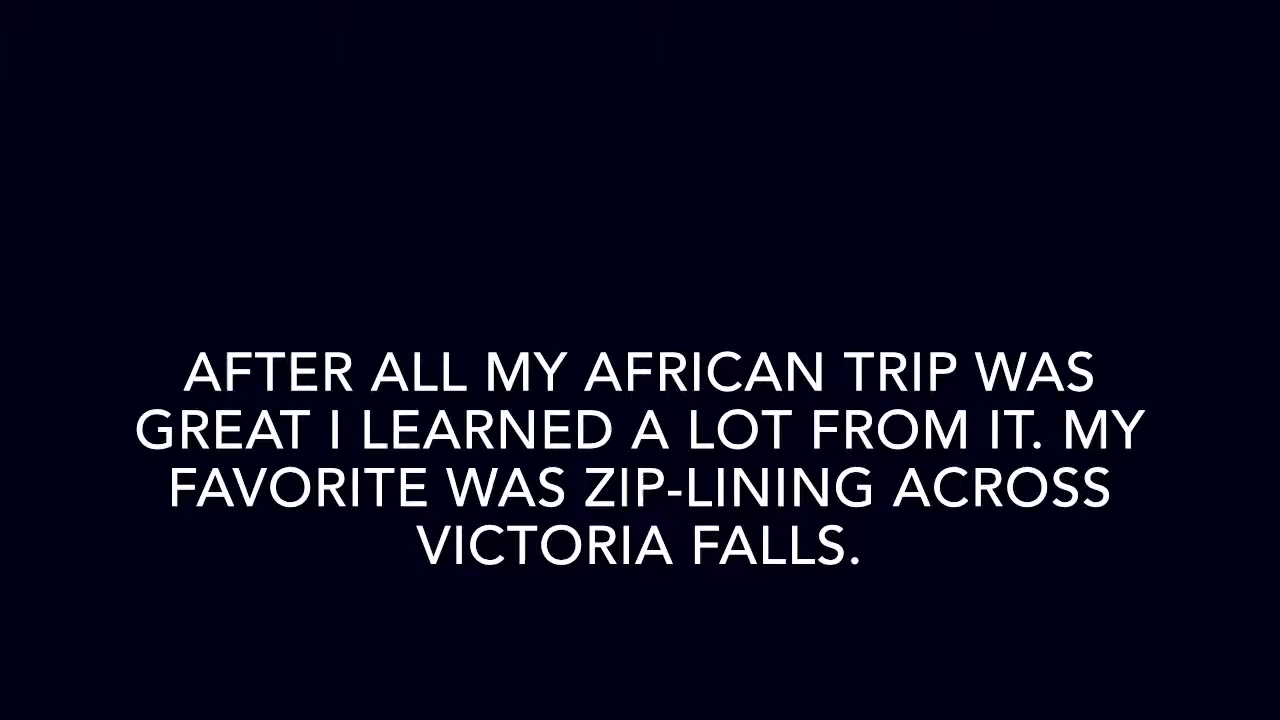 AFTER ALL MY AFRICAN TRIP WAS
GREAT I LEARNED A LOT FROM IT. MY
FAVORITE WAS ZIP-LINING ACROSS
VICTORIA FALLS.